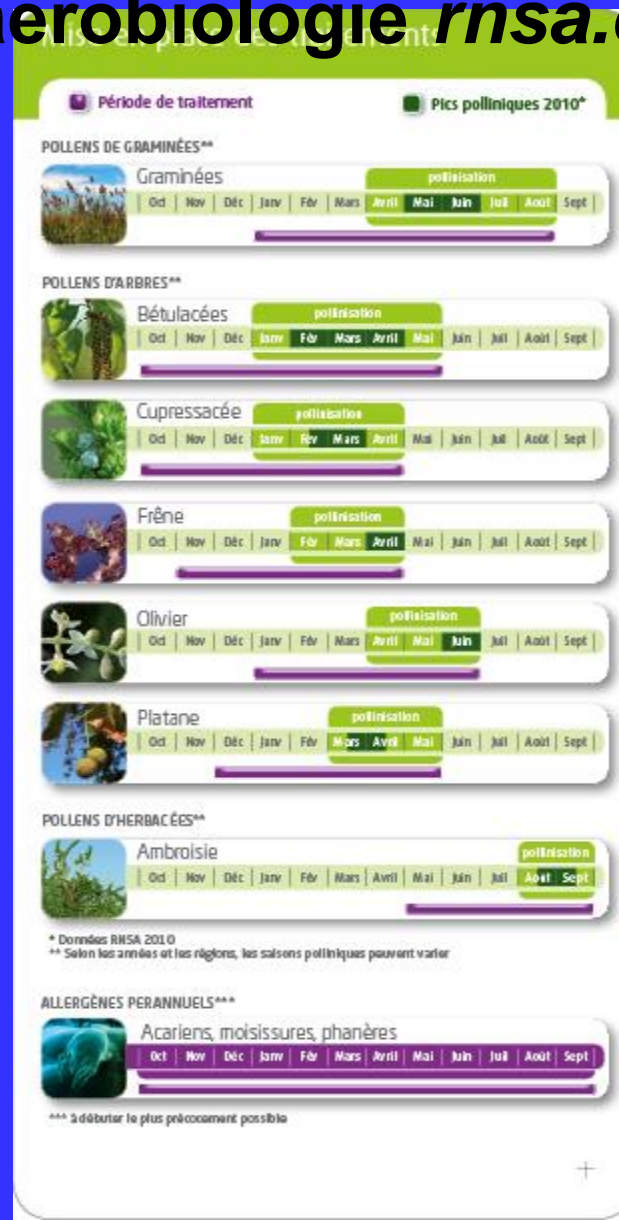 aérobiologie rnsa.
Mise en place des traitements
Période de traitement
Pics polliniques 2010*
POLLENS DE GRAMINÉES**
Graminées
pollinisation
Oct | Nov | Déc | Janv | Fév | Mars | Avril | Mai | Juin | Juil | Août | Sept |
POLLENS D'ARBRES**
Bétulacées
pollinisation
Oct | Nov | Déc | Janv | Fév | Mars | Avril | Mai | Juin | Juil | Août | Sept |
Cupressacée
pollinisation
Oct | Nov | Déc | Janv | Fév | Mars | Avril | Mai | Juin | Juil | Août | Sept |
Frêne
pollinisation
Oct | Nov | Déc | Janv | Fév | Mars | Avril | Mai | Juin | Juil | Août | Sept |
Olivier
pollinisation
Oct | Nov | Déc | Janv | Fév | Mars | Avril | Mai | Juin | Juil | Août | Sept |
Platane
pollinisation
Oct | Nov | Déc | Janv | Fév | Mars | Avril | Mai | Juin | Juil | Août | Sept |
POLLENS D'HERBACÉES**
Ambroisie
pollinisation
Oct | Nov | Déc | Janv | Fév | Mars | Avril | Mai | Juin | Juil | Août | Sept
* Données RNSA 2010
** Selon les années et les régions, les saisons polliniques peuvent varier
ALLERGÈNES PERANNUELS***
Acariens, moisissures, phanères
Oct | Nov | Déc | Janv | Fév | Mars | Avril | Mai | Juin | Juil | Août | Sept
*** à débuter le plus précocement possible